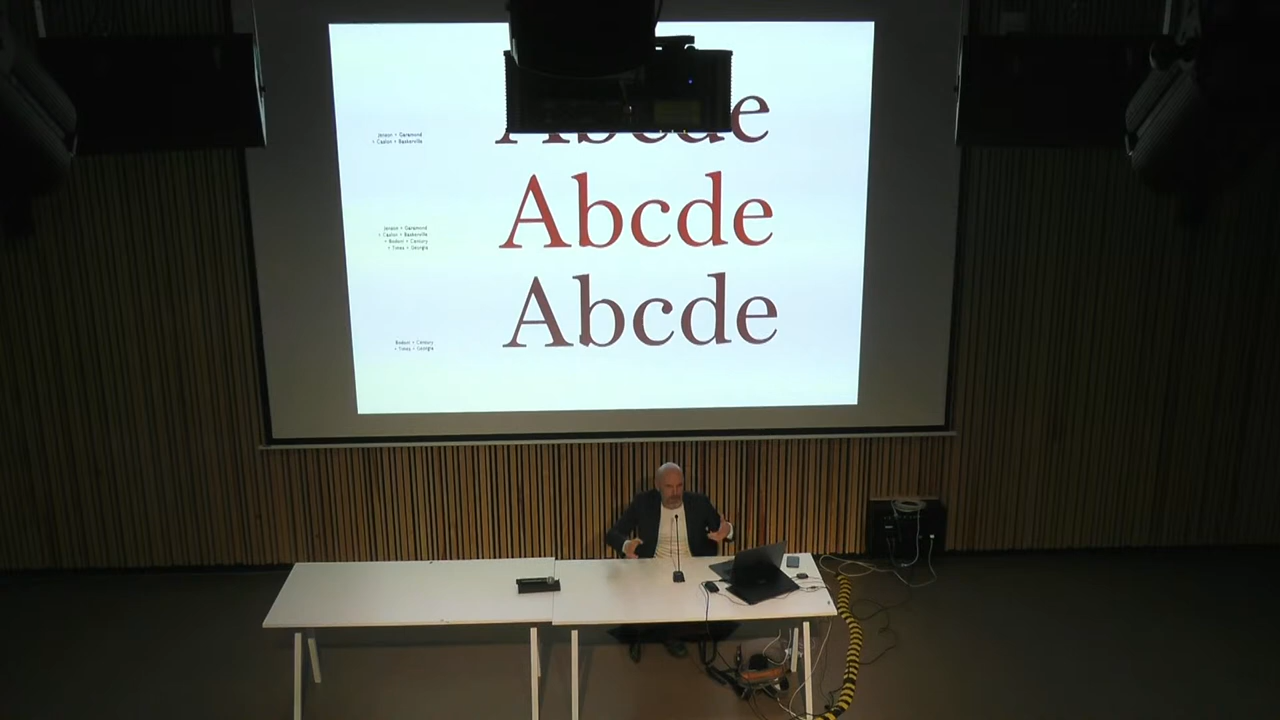 Jenson + Garamond
+ Caslon + Baskerville
Abcde
Jenson + Garamond
+ Caslon + Baskerville
+ Bodoni + Century
+ Times + Georgia
Abcde
Bodoni + Century
+ Times + Georgia
Abcde